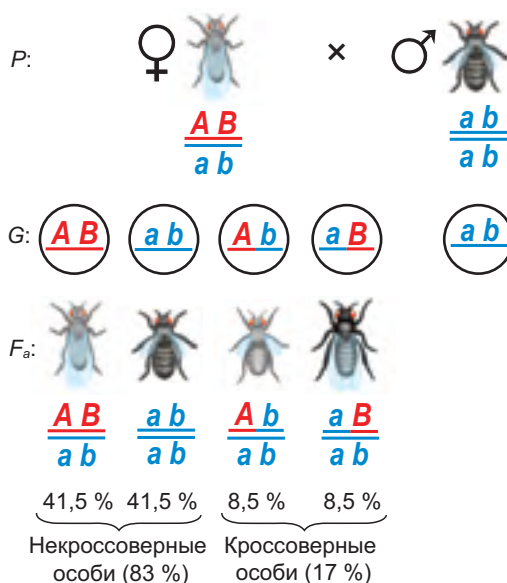 P: ♀ × ♂
A B a b
a b a b
G: A B a b A b a B a b
Fₐ:
A B a b A b a B
a b a b a b a b
41,5 % 41,5 % 8,5 % 8,5 %
Некроссоверные Кроссоверные
особи (83 %) особи (17 %)